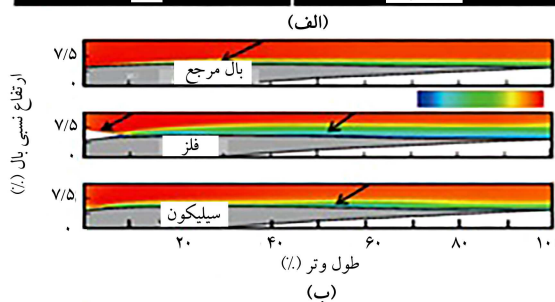 (الف)
۷/۵
بال مرجع
۰
۷/۵
فلز
۰
۷/۵
سیلیکون
۰
ارتفاع نسبی بال (٪)
۲۰ ۴۰ ۶۰ ۸۰ ۱۰
طول وتر (٪)
(ب)